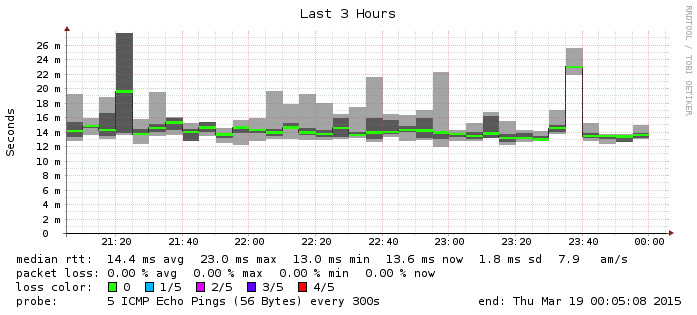 Last 3 Hours
RRDTOOL / TOBI OETIKER
Seconds
26 m
24 m
22 m
20 m
18 m
16 m
14 m
12 m
10 m
8 m
6 m
4 m
2 m
0
21:20 21:40 22:00 22:20 22:40 23:00 23:20 23:40 00:00
median rtt: 14.4 ms avg 23.0 ms max 13.0 ms min 13.6 ms now 1.8 ms sd 7.9 am/s
packet loss: 0.00 % avg 0.00 % max 0.00 % min 0.00 % now
loss color: 0 1/5 2/5 3/5 4/5
probe: 5 ICMP Echo Pings (56 Bytes) every 300s end: Thu Mar 19 00:05:08 2015